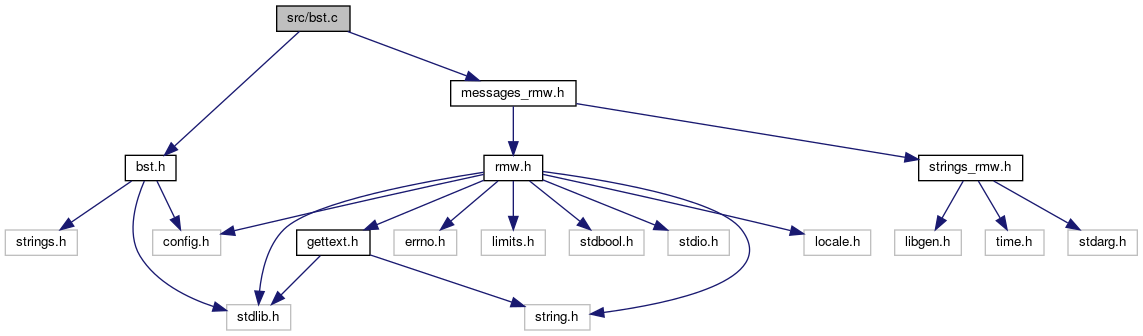 src/bst.c
messages_rmw.h
bst.h
rmw.h
strings_rmw.h
strings.h
config.h
gettext.h
errno.h
limits.h
stdbool.h
stdio.h
locale.h
libgen.h
time.h
stdarg.h
stdlib.h
string.h